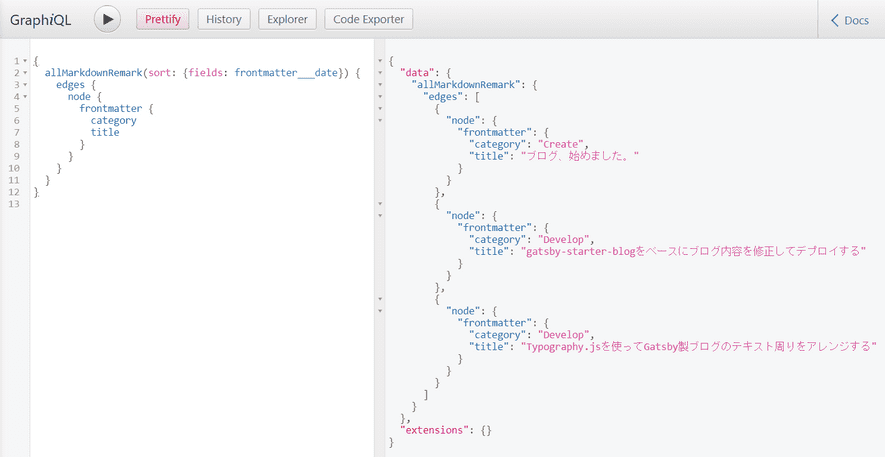 GraphiQL
Prettify
History
Explorer
Code Exporter
Docs
1 {
2 allMarkdownRemark(sort: {fields: frontmatter___date}) {
3 edges {
4 node {
5 frontmatter {
6 category
7 title
8 }
9 }
10 }
11 }
12 }
13
{
"data": {
"allMarkdownRemark": {
"edges": [
{
"node": {
"frontmatter": {
"category": "Create",
"title": "ブログ、始めました。"
}
}
},
{
"node": {
"frontmatter": {
"category": "Develop",
"title": "gatsby-starter-blogをベースにブログ内容を修正してデプロイする"
}
}
},
{
"node": {
"frontmatter": {
"category": "Develop",
"title": "Typography.jsを使ってGatsby製ブログのテキスト周りをアレンジする"
}
}
}
]
}
},
"extensions": {}
}